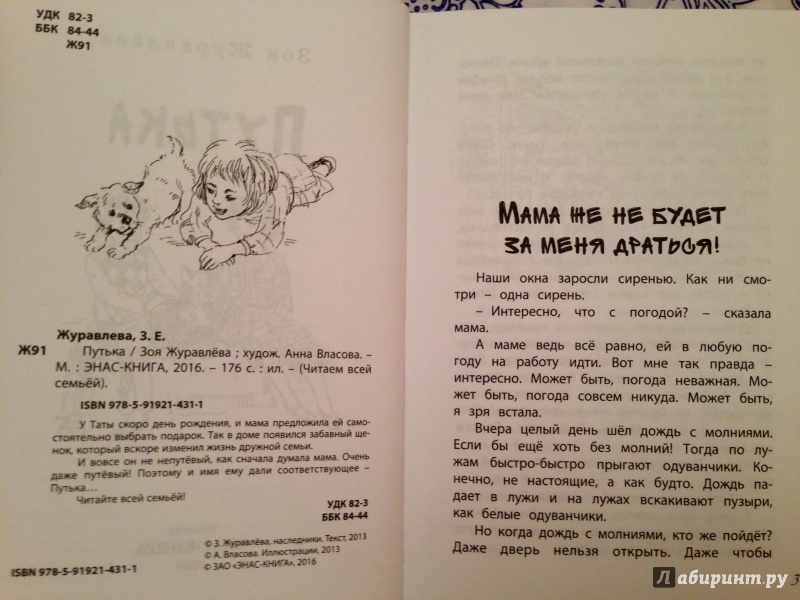 УДК 82-3
ББК 84-44
Ж91
Журавлева, З. Е.
Ж91 Путька / Зоя Журавлёва ; худож. Анна Власова. –
М. : ЭНАС-КНИГА, 2016. – 176 с. : ил. – (Читаем всей
семьёй).
ISBN 978-5-91921-431-1
У Таты скоро день рождения, и мама предложила ей само-
стоятельно выбрать подарок. Так в доме появился забавный ще-
нок, который вскоре изменил жизнь дружной семьи.
И вовсе он не непутёвый, как сначала думала мама. Очень
даже путёвый! Поэтому и имя ему дали соответствующее –
Путька…
Читайте всей семьёй!
УДК 82-3
ББК 84-44
© З. Журавлёва, наследники. Текст, 2013
© А. Власова. Иллюстрации, 2013
ISBN 978-5-91921-431-1 © ЗАО «ЭНАС-КНИГА», 2016
Мама же не будет
за меня драться!
Наши окна заросли сиренью. Как ни смо-
три – одна сирень.
– Интересно, что с погодой? – сказала
мама.
А маме ведь всё равно, ей в любую по-
году на работу идти. Вот мне так правда –
интересно. Может быть, погода неважная. Мо-
жет быть, погода совсем никуда. Может быть,
я зря встала.
Вчера целый день шёл дождь с молниями.
Если бы ещё хоть без молний! Тогда по лу-
жам быстро-быстро прыгают одуванчики. Ко-
нечно, не настоящие, а как будто. Дождь па-
дает в лужи и на лужах вскакивают пузыри,
как белые одуванчики.
Но когда дождь с молниями, кто же пойдёт?
Даже дверь нельзя открыть. Даже чтобы
3
Лабиринт.ру